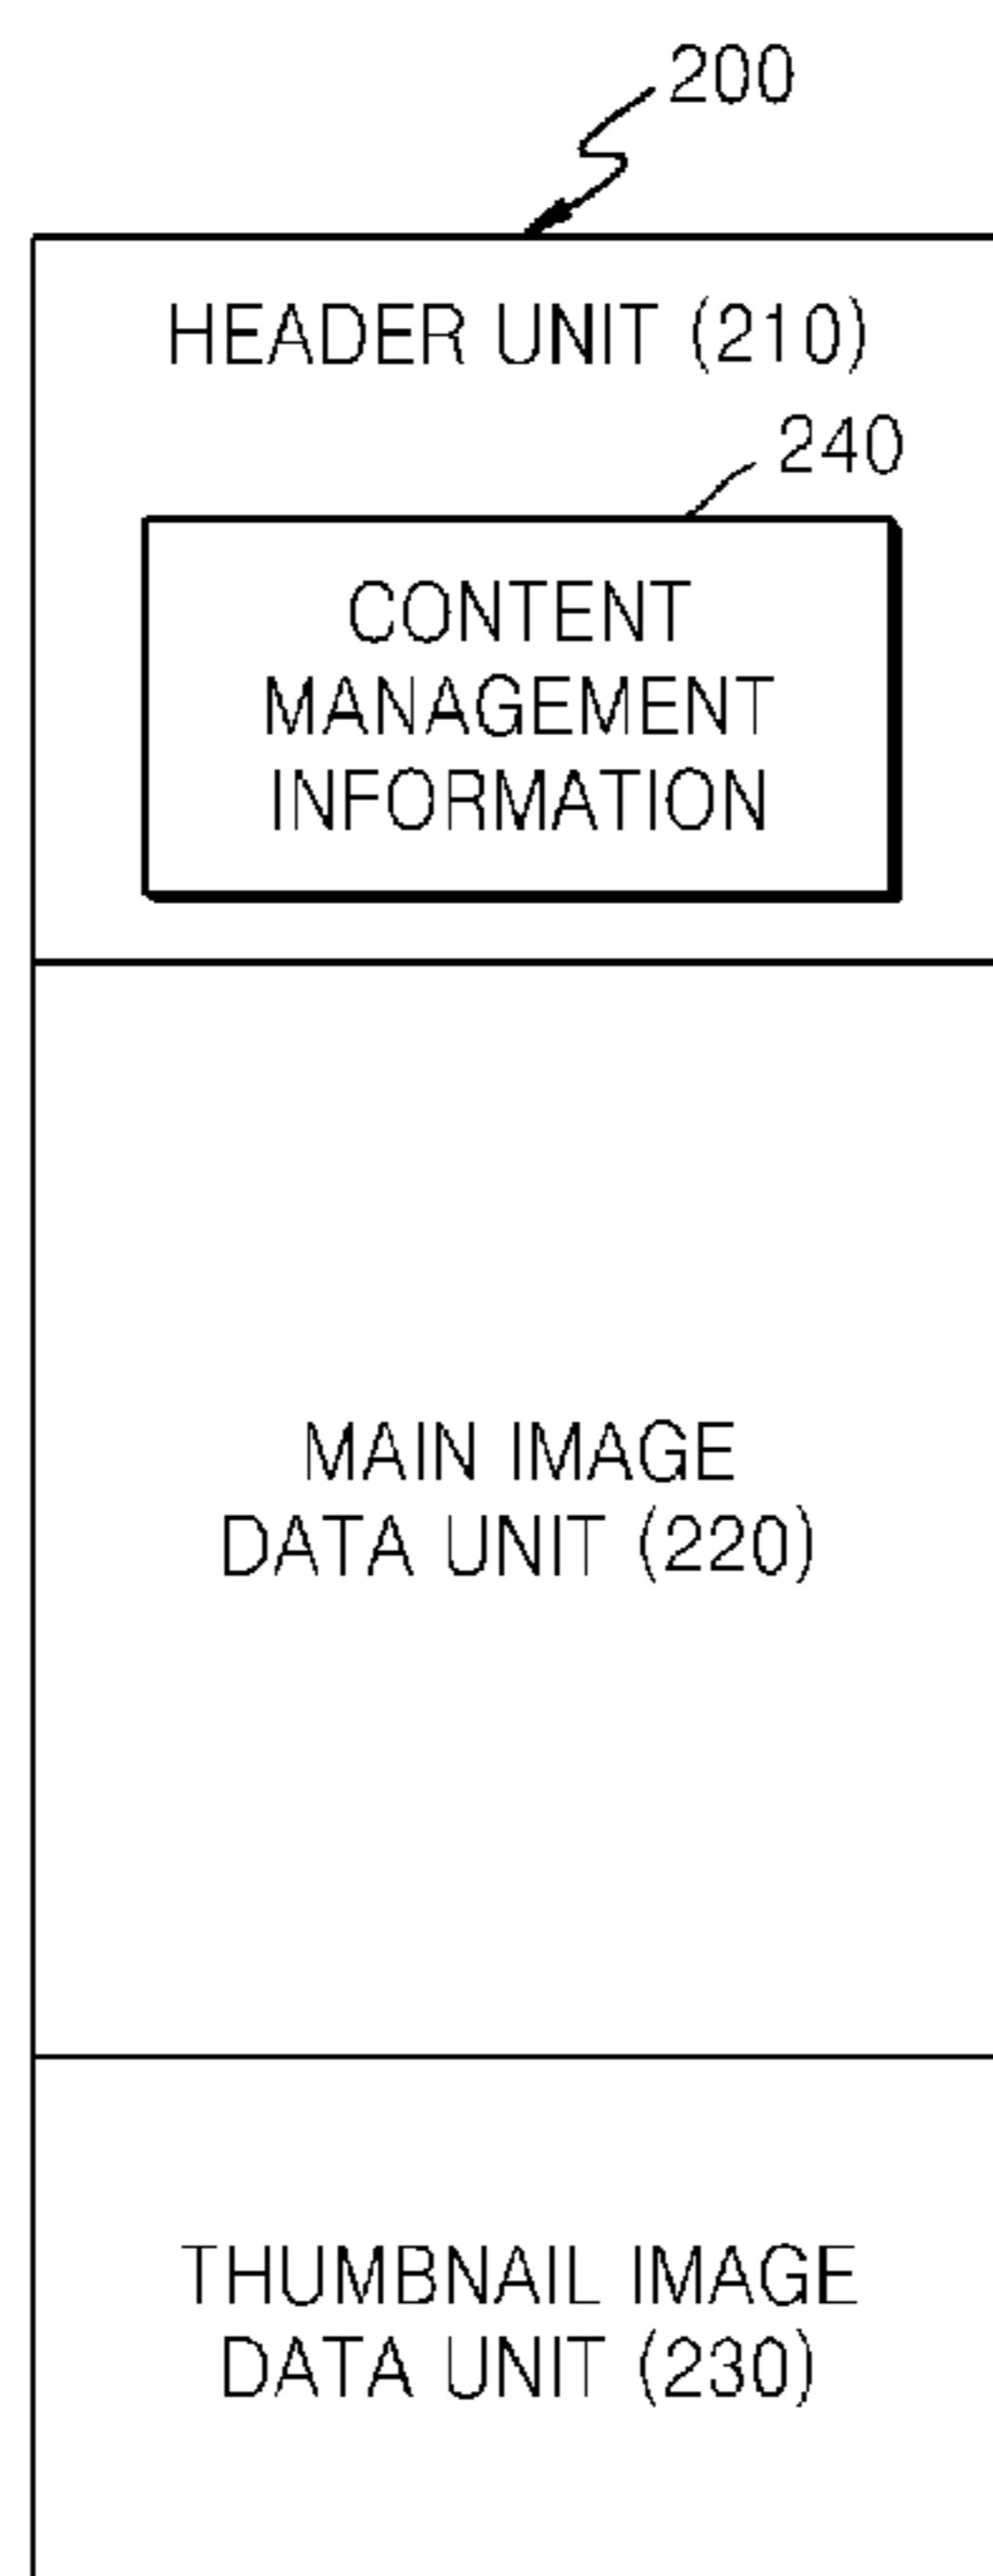 200
HEADER UNIT (210)
240
CONTENT
MANAGEMENT
INFORMATION
MAIN IMAGE
DATA UNIT (220)
THUMBNAIL IMAGE
DATA UNIT (230)